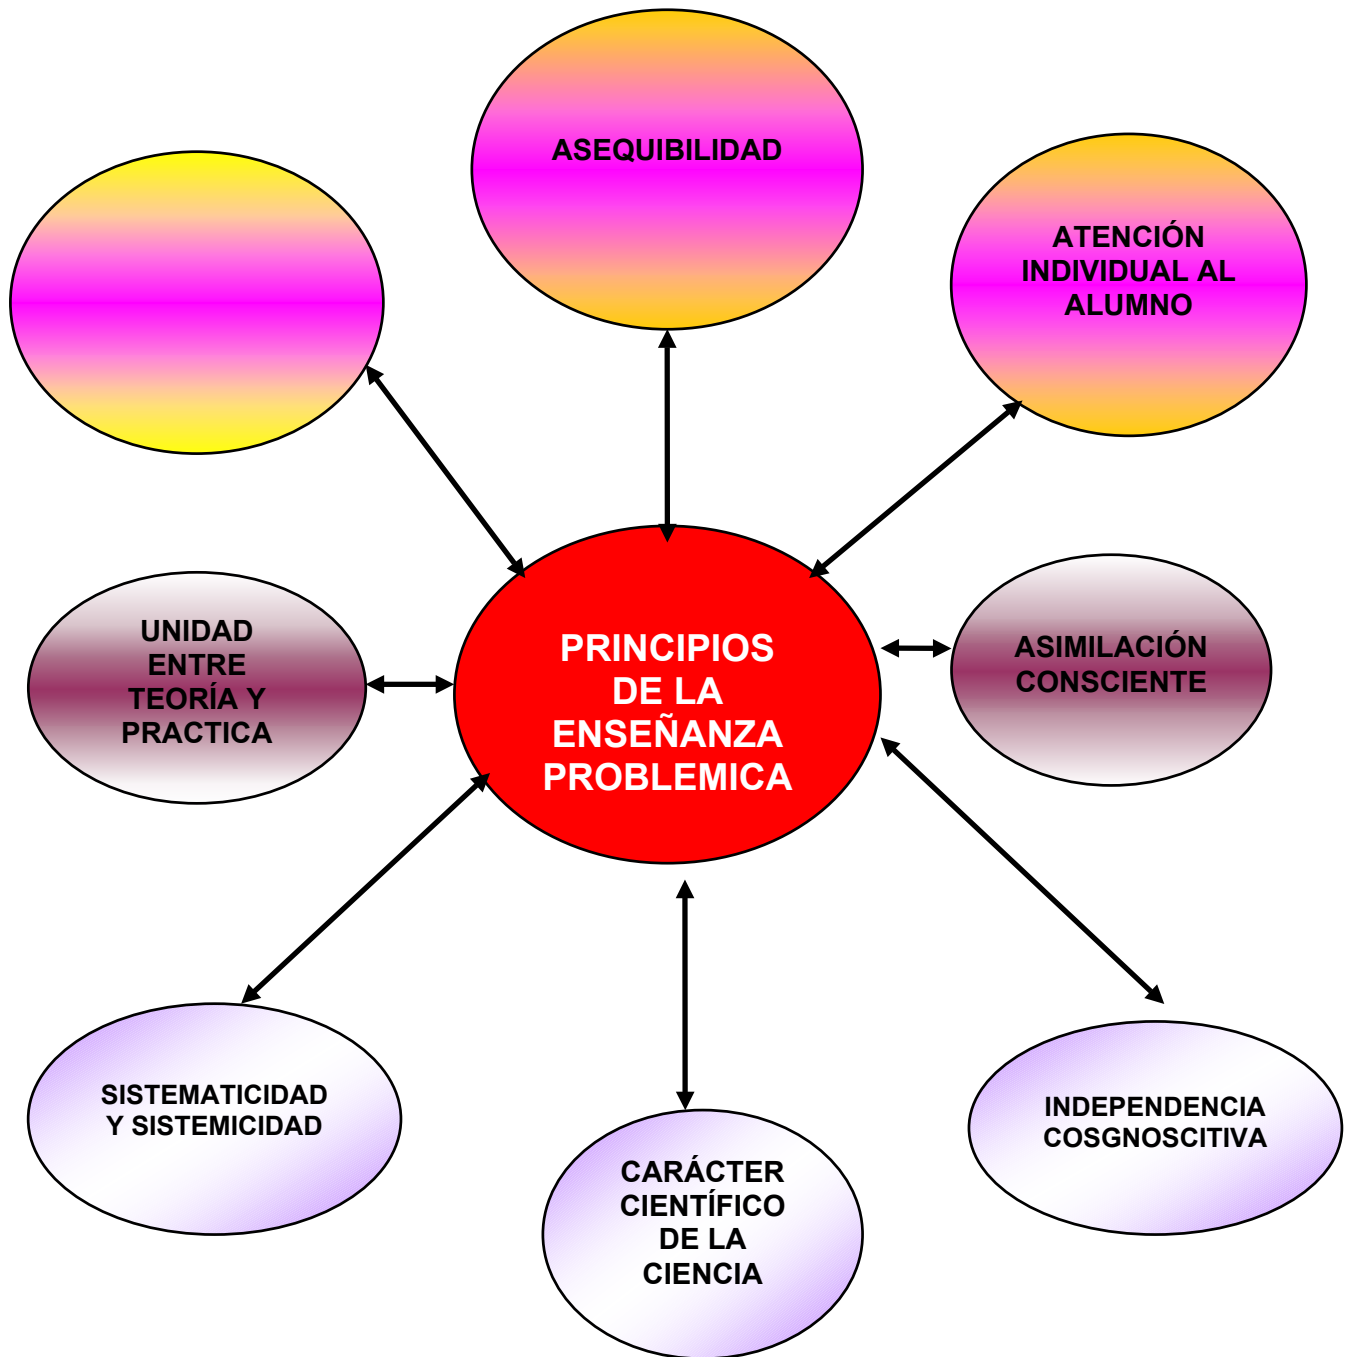 ASEQUIBILIDAD
ATENCIÓN
INDIVIDUAL AL
ALUMNO
UNIDAD
ENTRE
TEORÍA Y
PRACTICA
PRINCIPIOS
DE LA
ENSEÑANZA
PROBLEMICA
ASIMILACIÓN
CONSCIENTE
SISTEMATICIDAD
Y SISTEMICIDAD
CARÁCTER
CIENTÍFICO
DE LA
CIENCIA
INDEPENDENCIA
COSGNOSCITIVA